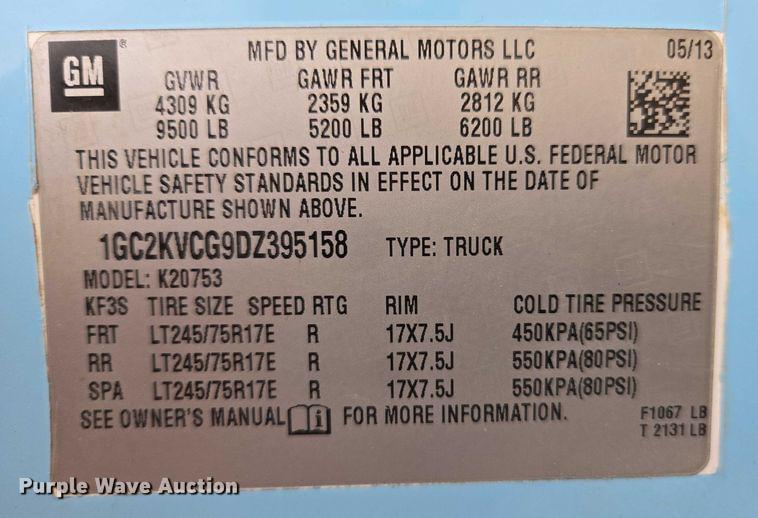 GM ®
MFD BY GENERAL MOTORS LLC 05/13
GVWR GAWR FRT GAWR RR
4309 KG 2359 KG 2812 KG
9500 LB 5200 LB 6200 LB
THIS VEHICLE CONFORMS TO ALL APPLICABLE U.S. FEDERAL MOTOR
VEHICLE SAFETY STANDARDS IN EFFECT ON THE DATE OF
MANUFACTURE SHOWN ABOVE.
1GC2KVCG9DZ395158 TYPE: TRUCK
MODEL: K20753
KF3S TIRE SIZE SPEED RTG RIM COLD TIRE PRESSURE
FRT LT245/75R17E R 17X7.5J 450KPA(65PSI)
RR LT245/75R17E R 17X7.5J 550KPA(80PSI)
SPA LT245/75R17E R 17X7.5J 550KPA(80PSI)
SEE OWNER'S MANUAL i FOR MORE INFORMATION. F1067 LB
T 2131 LB
Purple Wave Auction